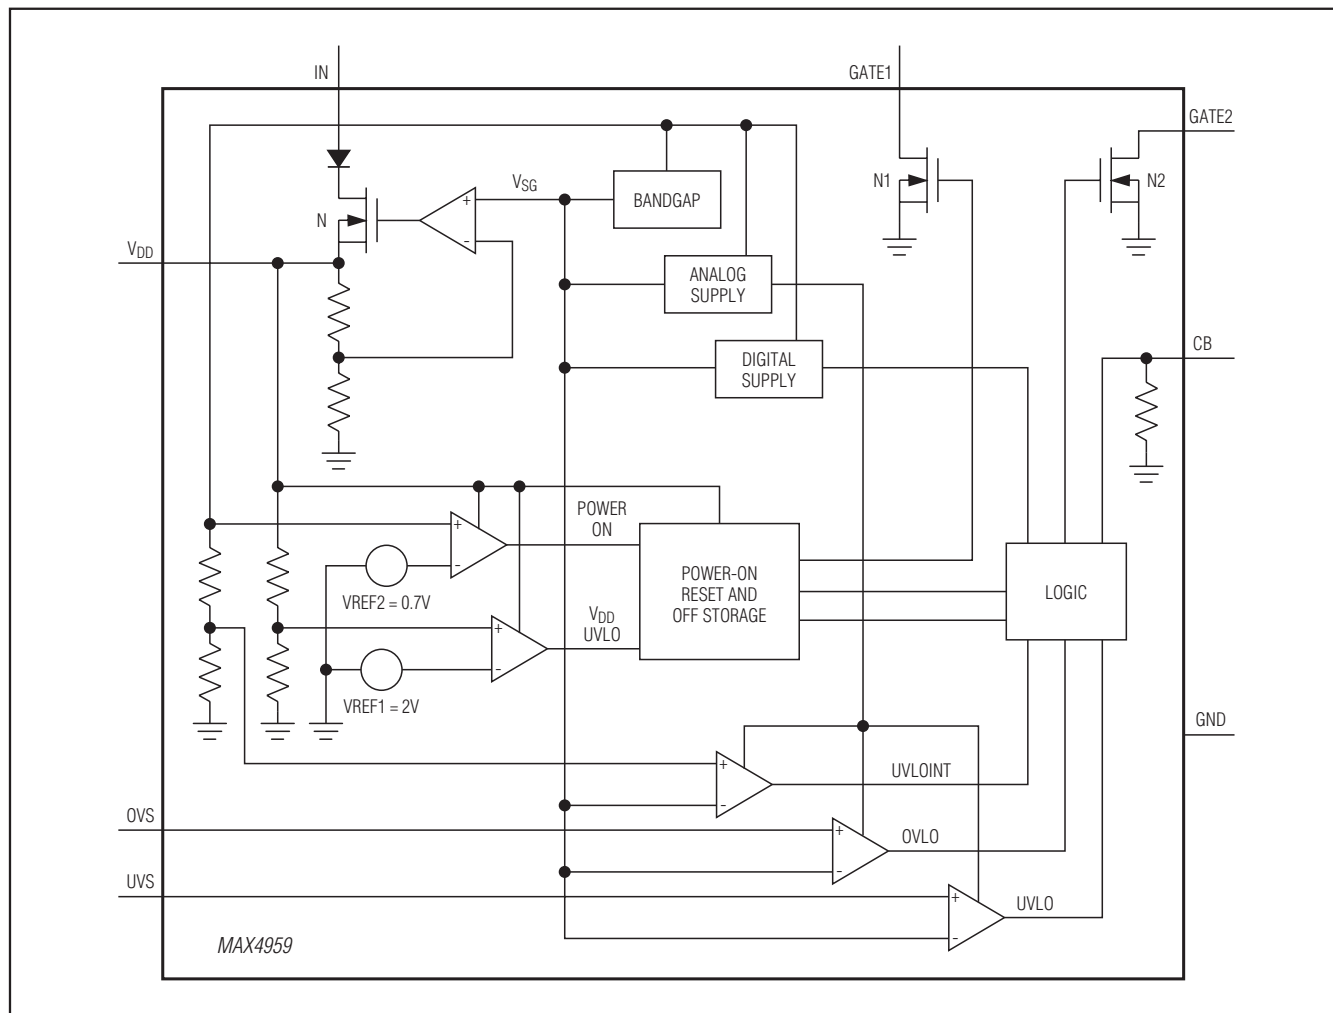 IN
GATE1
GATE2
VSG
BANDGAP
N1
N2
N
VDD
ANALOG
SUPPLY
+
-
DIGITAL
SUPPLY
CB
POWER
ON
+
-
VREF2 = 0.7V
POWER-ON
RESET AND
OFF STORAGE
LOGIC
VDD
UVLO
+
-
VREF1 = 2V
GND
+
-
UVLOINT
OVS
+
-
OVLO
UVS
+
-
UVLO
MAX4959